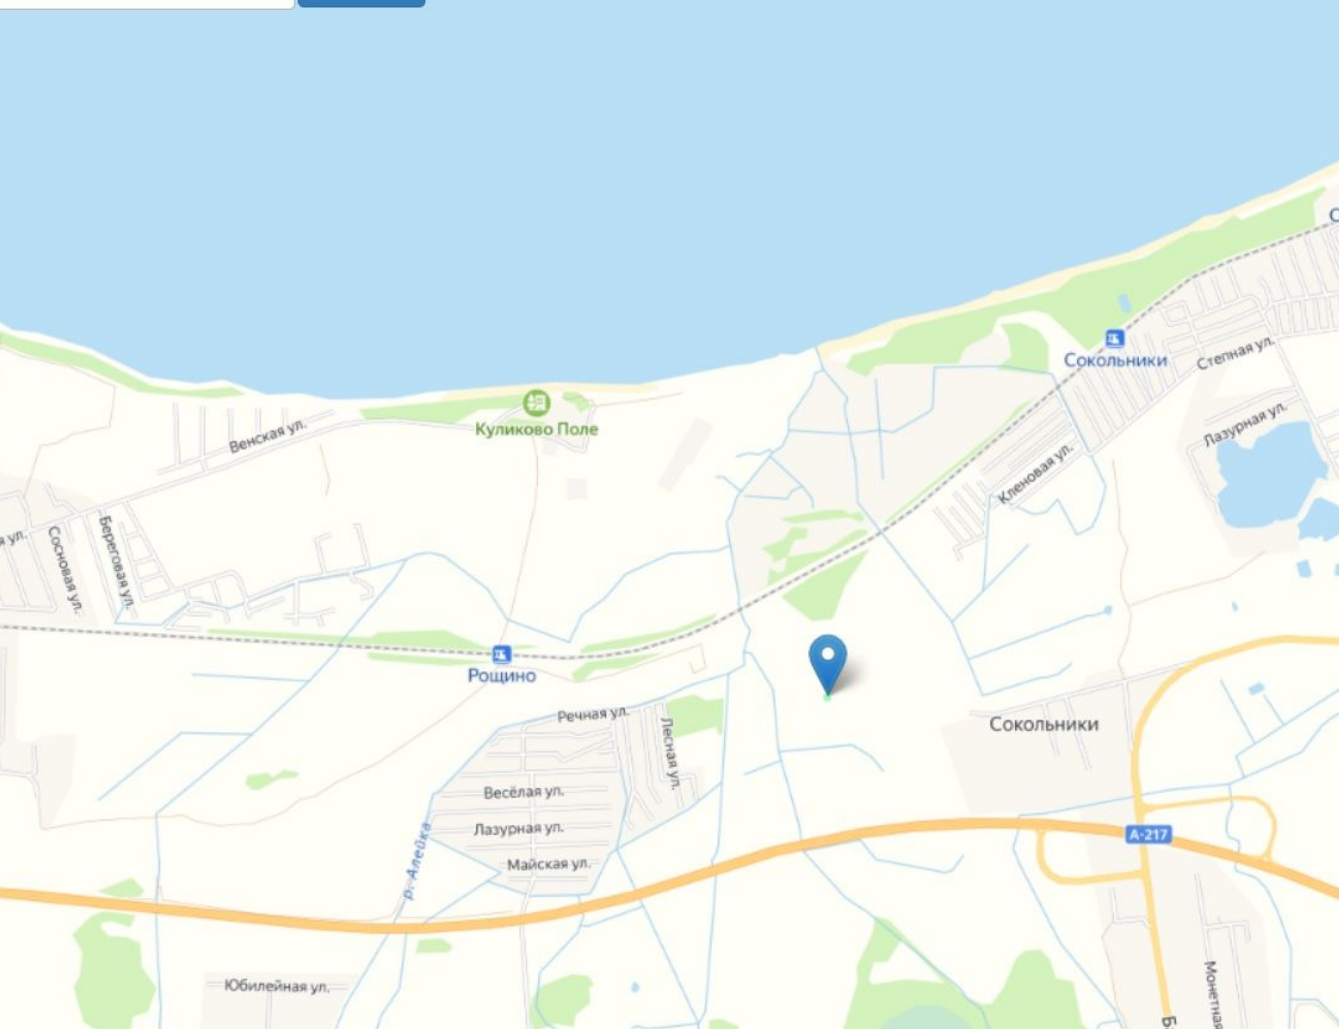 Сокольники
Степная ул.
Венская ул.
Куликово Поле
Лазурная ул.
Кленовая ул.
я ул.
Сосновая ул.
Береговая ул.
Рощино
Речная ул.
Лесная ул.
Сокольники
Весёлая ул.
Лазурная ул.
А-217
р. Алейка
Майская ул.
Юбилейная ул.